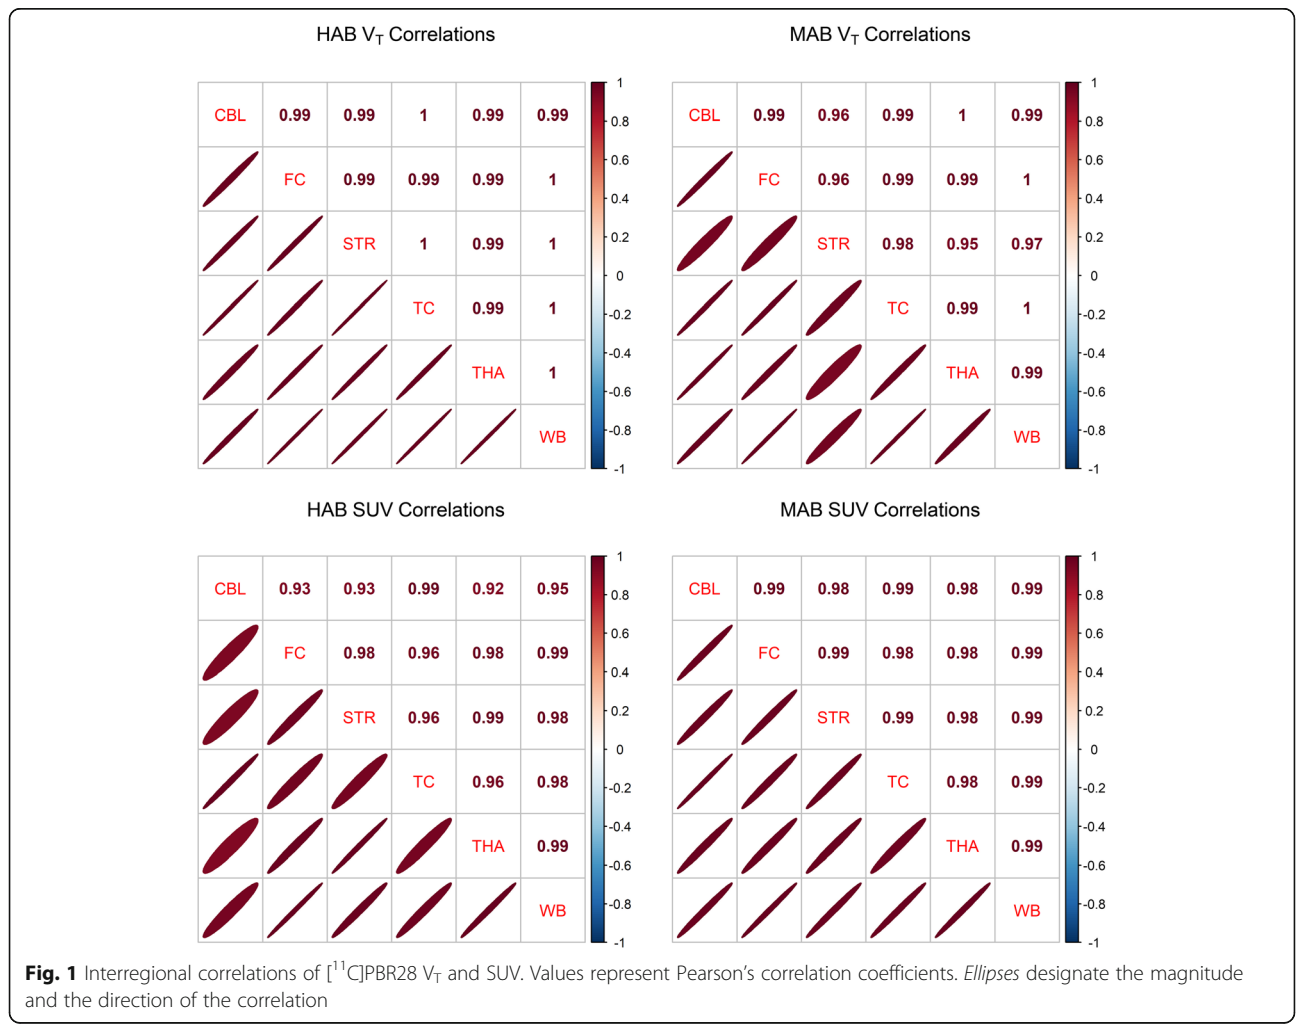 HAB VT Correlations
CBL 0.99 0.99 1 0.99 0.99
FC 0.99 0.99 0.99 1
STR 1 0.99 1
TC 0.99 1
THA 1
WB
1
0.8
0.6
0.4
0.2
0
-0.2
-0.4
-0.6
-0.8
-1
MAB VT Correlations
CBL 0.99 0.96 0.99 1 0.99
FC 0.96 0.99 0.99 1
STR 0.98 0.95 0.97
TC 0.99 1
THA 0.99
WB
1
0.8
0.6
0.4
0.2
0
-0.2
-0.4
-0.6
-0.8
-1
HAB SUV Correlations
CBL 0.93 0.93 0.99 0.92 0.95
FC 0.98 0.96 0.98 0.99
STR 0.96 0.99 0.98
TC 0.96 0.98
THA 0.99
WB
1
0.8
0.6
0.4
0.2
0
-0.2
-0.4
-0.6
-0.8
-1
MAB SUV Correlations
CBL 0.99 0.98 0.99 0.98 0.99
FC 0.99 0.98 0.98 0.99
STR 0.99 0.98 0.99
TC 0.98 0.99
THA 0.99
WB
1
0.8
0.6
0.4
0.2
0
-0.2
-0.4
-0.6
-0.8
-1
Fig. 1 Interregional correlations of [11C]PBR28 VT and SUV. Values represent Pearson's correlation coefficients. Ellipses designate the magnitude
and the direction of the correlation